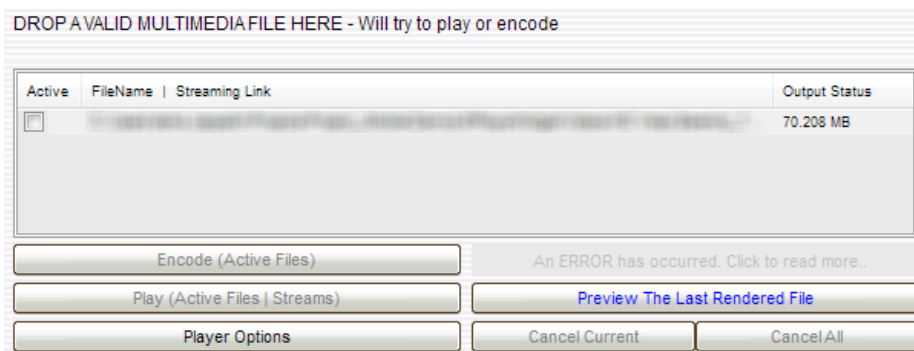 DROP A VALID MULTIMEDIA FILE HERE - Will try to play or encode
Active FileName | Streaming Link Output Status
70.208 MB
Encode (Active Files) An ERROR has occurred. Click to read more..
Play (Active Files | Streams) Preview The Last Rendered File
Player Options Cancel Current Cancel All